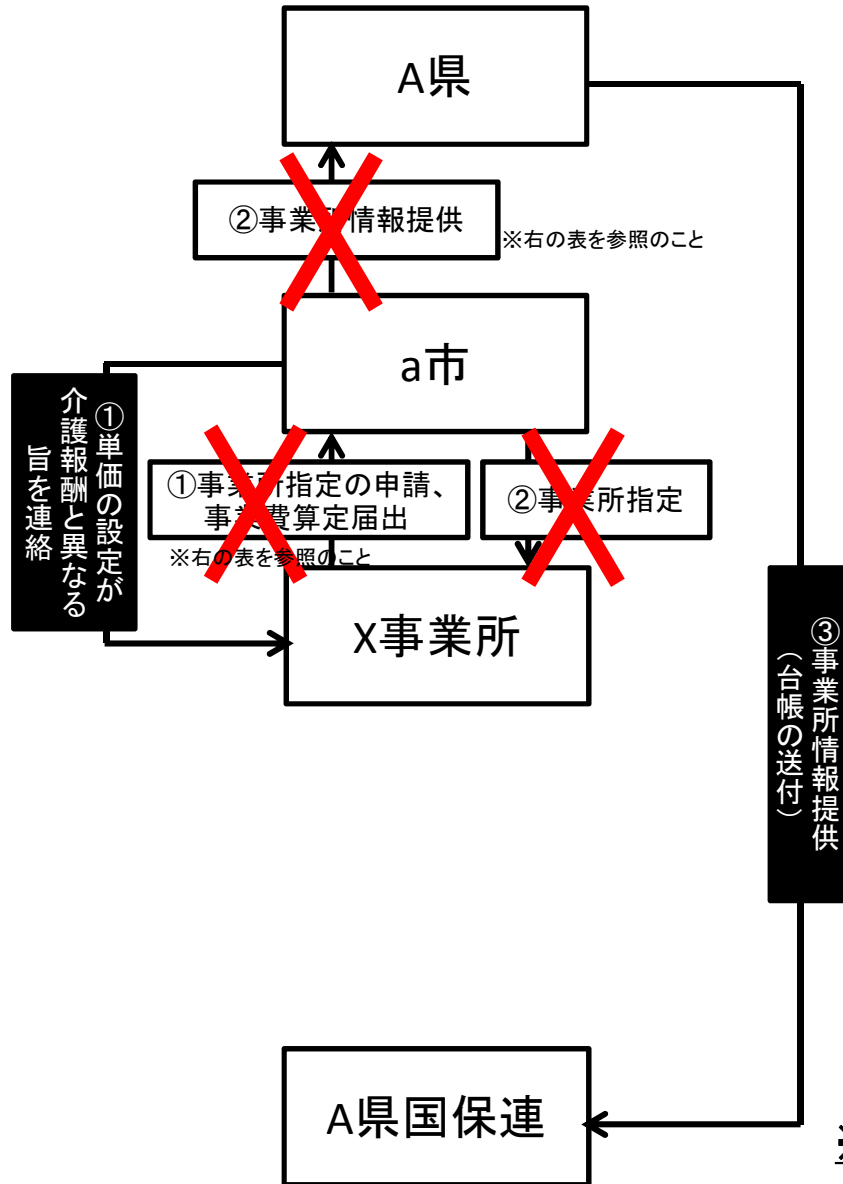 A県
②事業所情報提供
※右の表を参照のこと
a市
①単価の設定が
介護報酬と異なる
旨を連絡
①事業所指定の申請、
事業費算定届出
※右の表を参照のこと
②事業所指定
X事業所
③事業所情報提供
（台帳の送付）
A県国保連